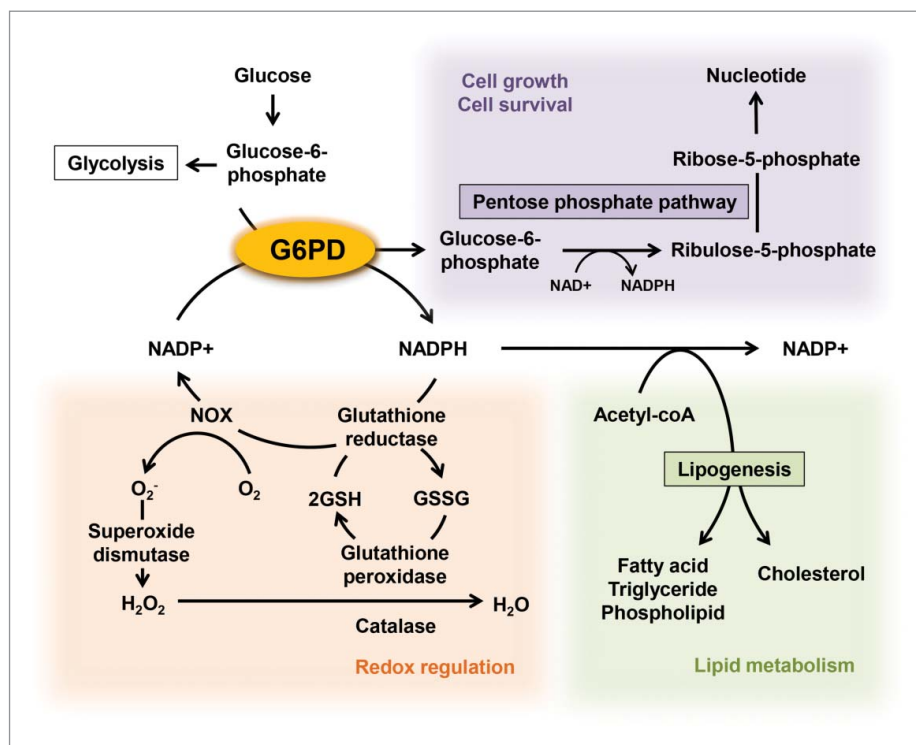 Glucose
Cell growth
Cell survival
Nucleotide
Glycolysis
Glucose-6-
phosphate
Ribose-5-phosphate
Pentose phosphate pathway
G6PD
Glucose-6-
phosphate
Ribulose-5-phosphate
NAD+
NADPH
NADP+
NADPH
NADP+
NOX
Glutathione
reductase
Acetyl-coA
Lipogenesis
O₂⁻
O₂
2GSH
GSSG
Superoxide
dismutase
Glutathione
peroxidase
Fatty acid
Triglyceride
Phospholipid
Cholesterol
H₂O₂
H₂O
Catalase
Redox regulation
Lipid metabolism